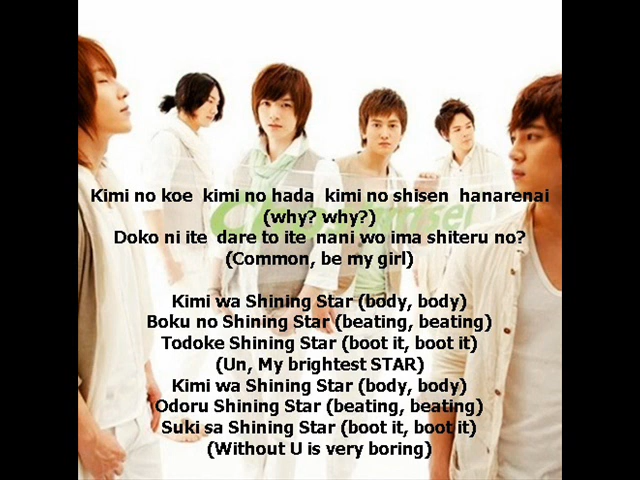 Kimi no koe kimi no hada kimi no shisen hanarenai
(why? why?)
Doko ni ite dare to ite nani wo ima shiteru no?
(Common, be my girl)
Kimi wa Shining Star (body, body)
Boku no Shining Star (beating, beating)
Todoke Shining Star (boot it, boot it)
(Un, My brightest STAR)
Kimi wa Shining Star (body, body)
Odoru Shining Star (beating, beating)
Suki sa Shining Star (boot it, boot it)
(Without U is very boring)